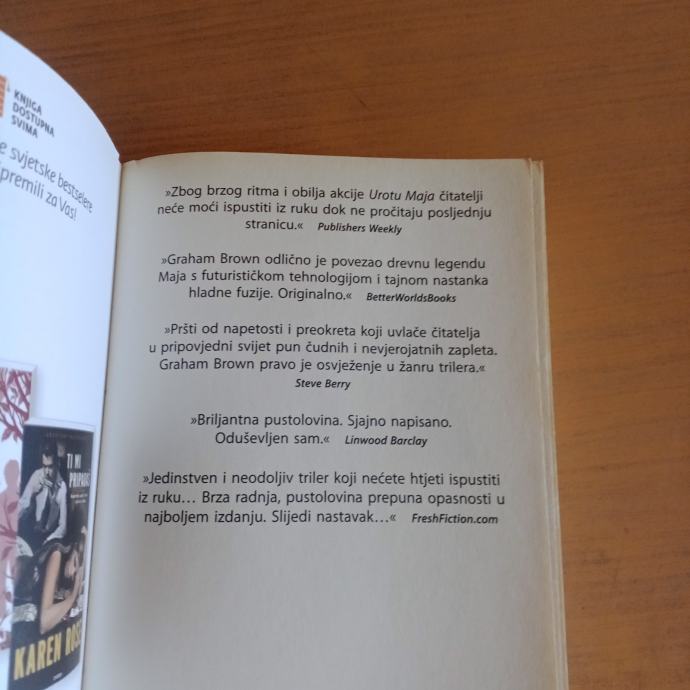 KNJIGA
DOSTUPNA
SVIMA
svjetske bestselere
za Vas!
TI MI
KAREN
»Zbog brzog ritma i obilja akcije Urotu Maja čitatelji
neće moći ispustiti iz ruku dok ne pročitaju posljednju
stranicu.« Publishers Weekly
»Graham Brown odlično je povezao drevnu legendu
Maja s futurističkom tehnologijom i tajnom nastanka
hladne fuzije. Originalno.« BetterWorldsBooks
»Pršti od napetosti i preokreta koji uvlače čitatelja
u pripovjedni svijet pun čudnih i nevjerojatnih zapleta.
Graham Brown pravo je osvježenje u žanru trilera.«
Steve Berry
»Briljantna pustolovina. Sjajno napisano.
Oduševljen sam.« Linwood Barclay
»Jedinstven i neodoljiv triler koji nećete htjeti ispustiti
iz ruku… Brza radnja, pustolovina prepuna opasnosti u
najboljem izdanju. Slijedi nastavak…« FreshFiction.com